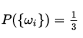 P({ω_i}) = 1/3